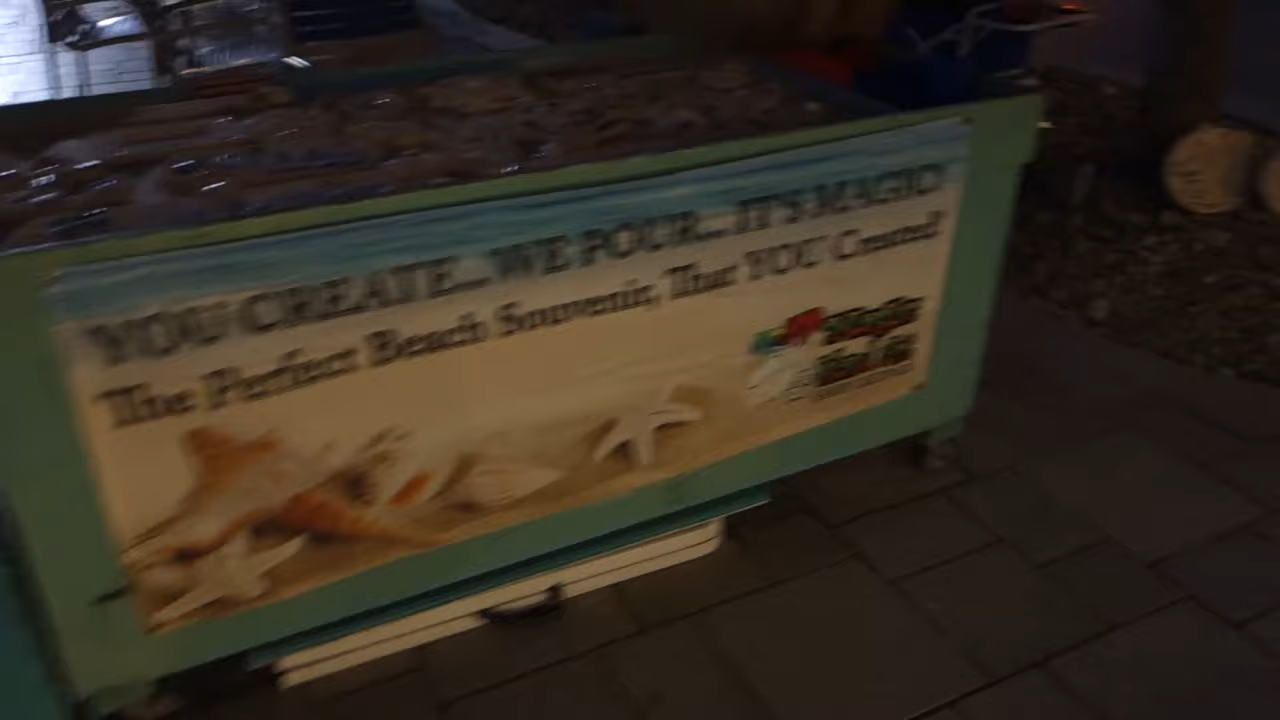 YOU CREATE...WE POUR...IT'S MAGIC!
The Perfect Beach Souvenir, That YOU Created!